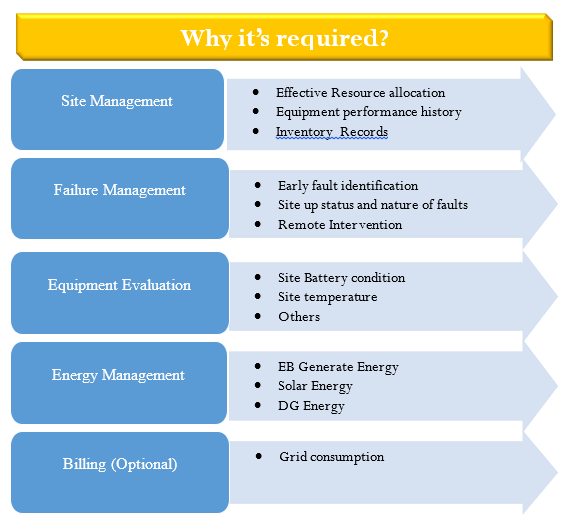 Why it's required?
Site Management
• Effective Resource allocation
• Equipment performance history
• Inventory Records
Failure Management
• Early fault identification
• Site up status and nature of faults
• Remote Intervention
Equipment Evaluation
• Site Battery condition
• Site temperature
• Others
Energy Management
• EB Generate Energy
• Solar Energy
• DG Energy
Billing (Optional)
• Grid consumption